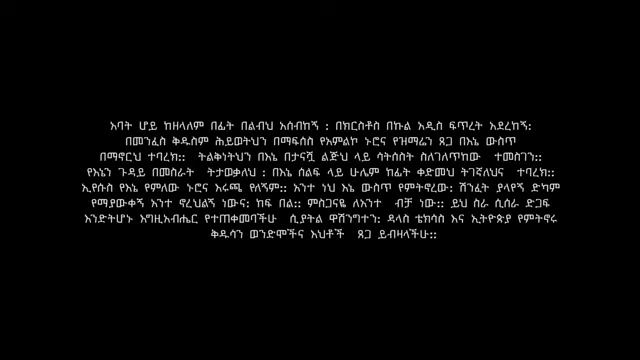 አባት ሆይ ከዘላለም በፊት በልብህ አሰብከኝ : በክርስቶስ በኩል አዲስ ፍጥረት አደረከኝ:
በመንፈስ ቅዱስም ሕይወትህን በማፍሰስ የአምልኮ ኑሮና የዝማሬን ጸጋ በእኔ ውስጥ
በማኖርህ ተባረክ:: ትልቅነትህን በእኔ በታናሿ ልጅህ ላይ ሳትሰስት ስለገለጥከው ተመስገን::
የእኔን ጉዳይ በመስራት ትታወቃለህ : በእኔ ሰልፍ ላይ ሁሌም ከፊት ቀድመህ ትገኛለህና ተባረክ::
ኢየሱስ የእኔ የምለው ኑሮና እሩጫ የለኝም:: አንተ ነህ እኔ ውስጥ የምትኖረው: ሽንፈት ያላየኝ ድካም
የማያውቀኝ አንተ ኖረህልኝ ነውና: ከፍ በል:: ምስጋናዬ ለአንተ ብቻ ነው:: ይህ ስራ ሲሰራ ድጋፍ
እንድትሆኑ እግዚአብሔር የተጠቀመባችሁ ሲያትል ዋሽንግተን: ዳላስ ቴክሳስ እና ኢትዮጵያ የምትኖሩ
ቅዱሳን ወንድሞችና እህቶች ጸጋ ይብዛላችሁ::